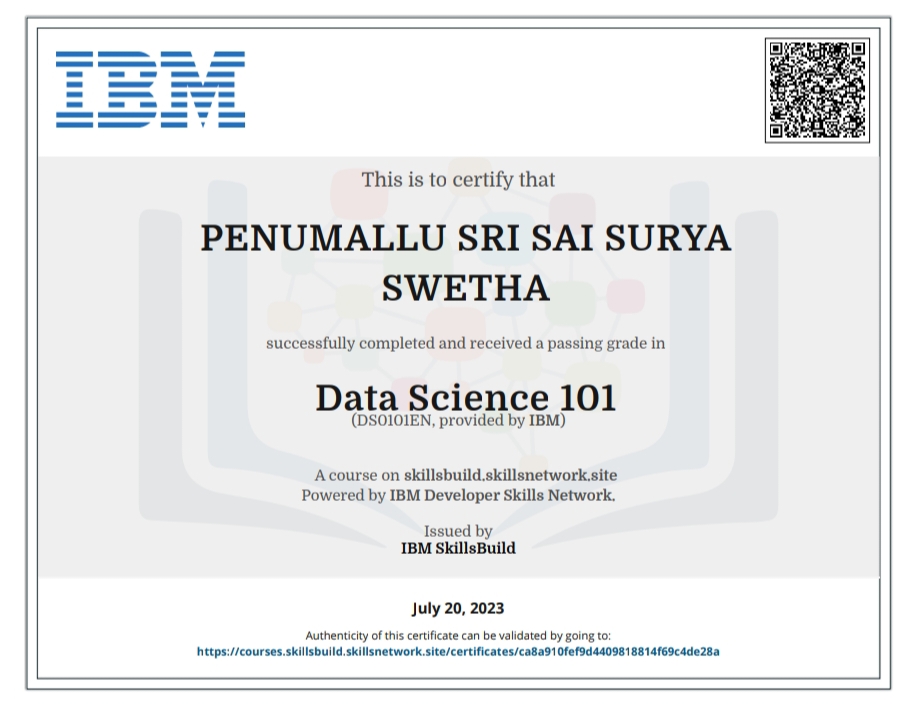 IBM
This is to certify that
PENUMALLU SRI SAI SURYA
SWETHA
successfully completed and received a passing grade in
Data Science 101
(DS0101EN, provided by IBM)
A course on skillsbuild.skillsnetwork.site
Powered by IBM Developer Skills Network.
Issued by
IBM SkillsBuild
July 20, 2023
Authenticity of this certificate can be validated by going to:
https://courses.skillsbuild.skillsnetwork.site/certificates/ca8a910fef9d4409818814f69c4de28a